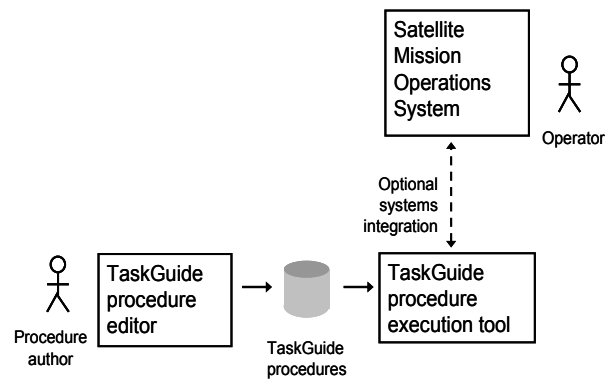 Satellite
Mission
Operations
System
Operator
Optional
systems
integration
TaskGuide
procedure
editor
TaskGuide
procedure
execution tool
Procedure
author
TaskGuide
procedures